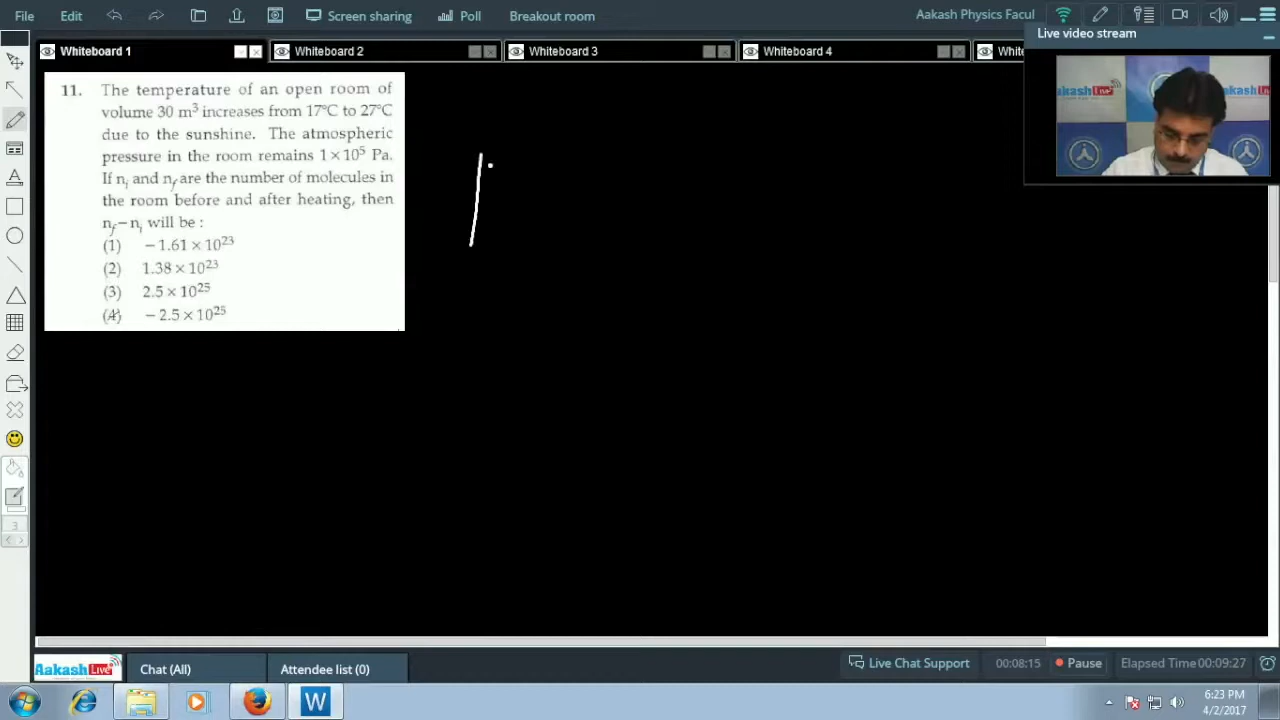 File Edit Screen sharing Poll Breakout room Aakash Physics Facul
Live video stream
Whiteboard 1 Whiteboard 2 Whiteboard 3 Whiteboard 4 White
11. The temperature of an open room of
volume 30 m³ increases from 17°C to 27°C
due to the sunshine. The atmospheric
pressure in the room remains 1×10⁵ Pa.
If nᵢ and n_f are the number of molecules in
the room before and after heating, then
n_f − nᵢ will be :
(1) − 1.61 × 10²³
(2) 1.38 × 10²³
(3) 2.5 × 10²⁵
(4) − 2.5 × 10²⁵
3
Aakash Live Chat (All) Attendee list (0) Live Chat Support 00:08:15 Pause Elapsed Time 00:09:27
W
6:23 PM
4/2/2017